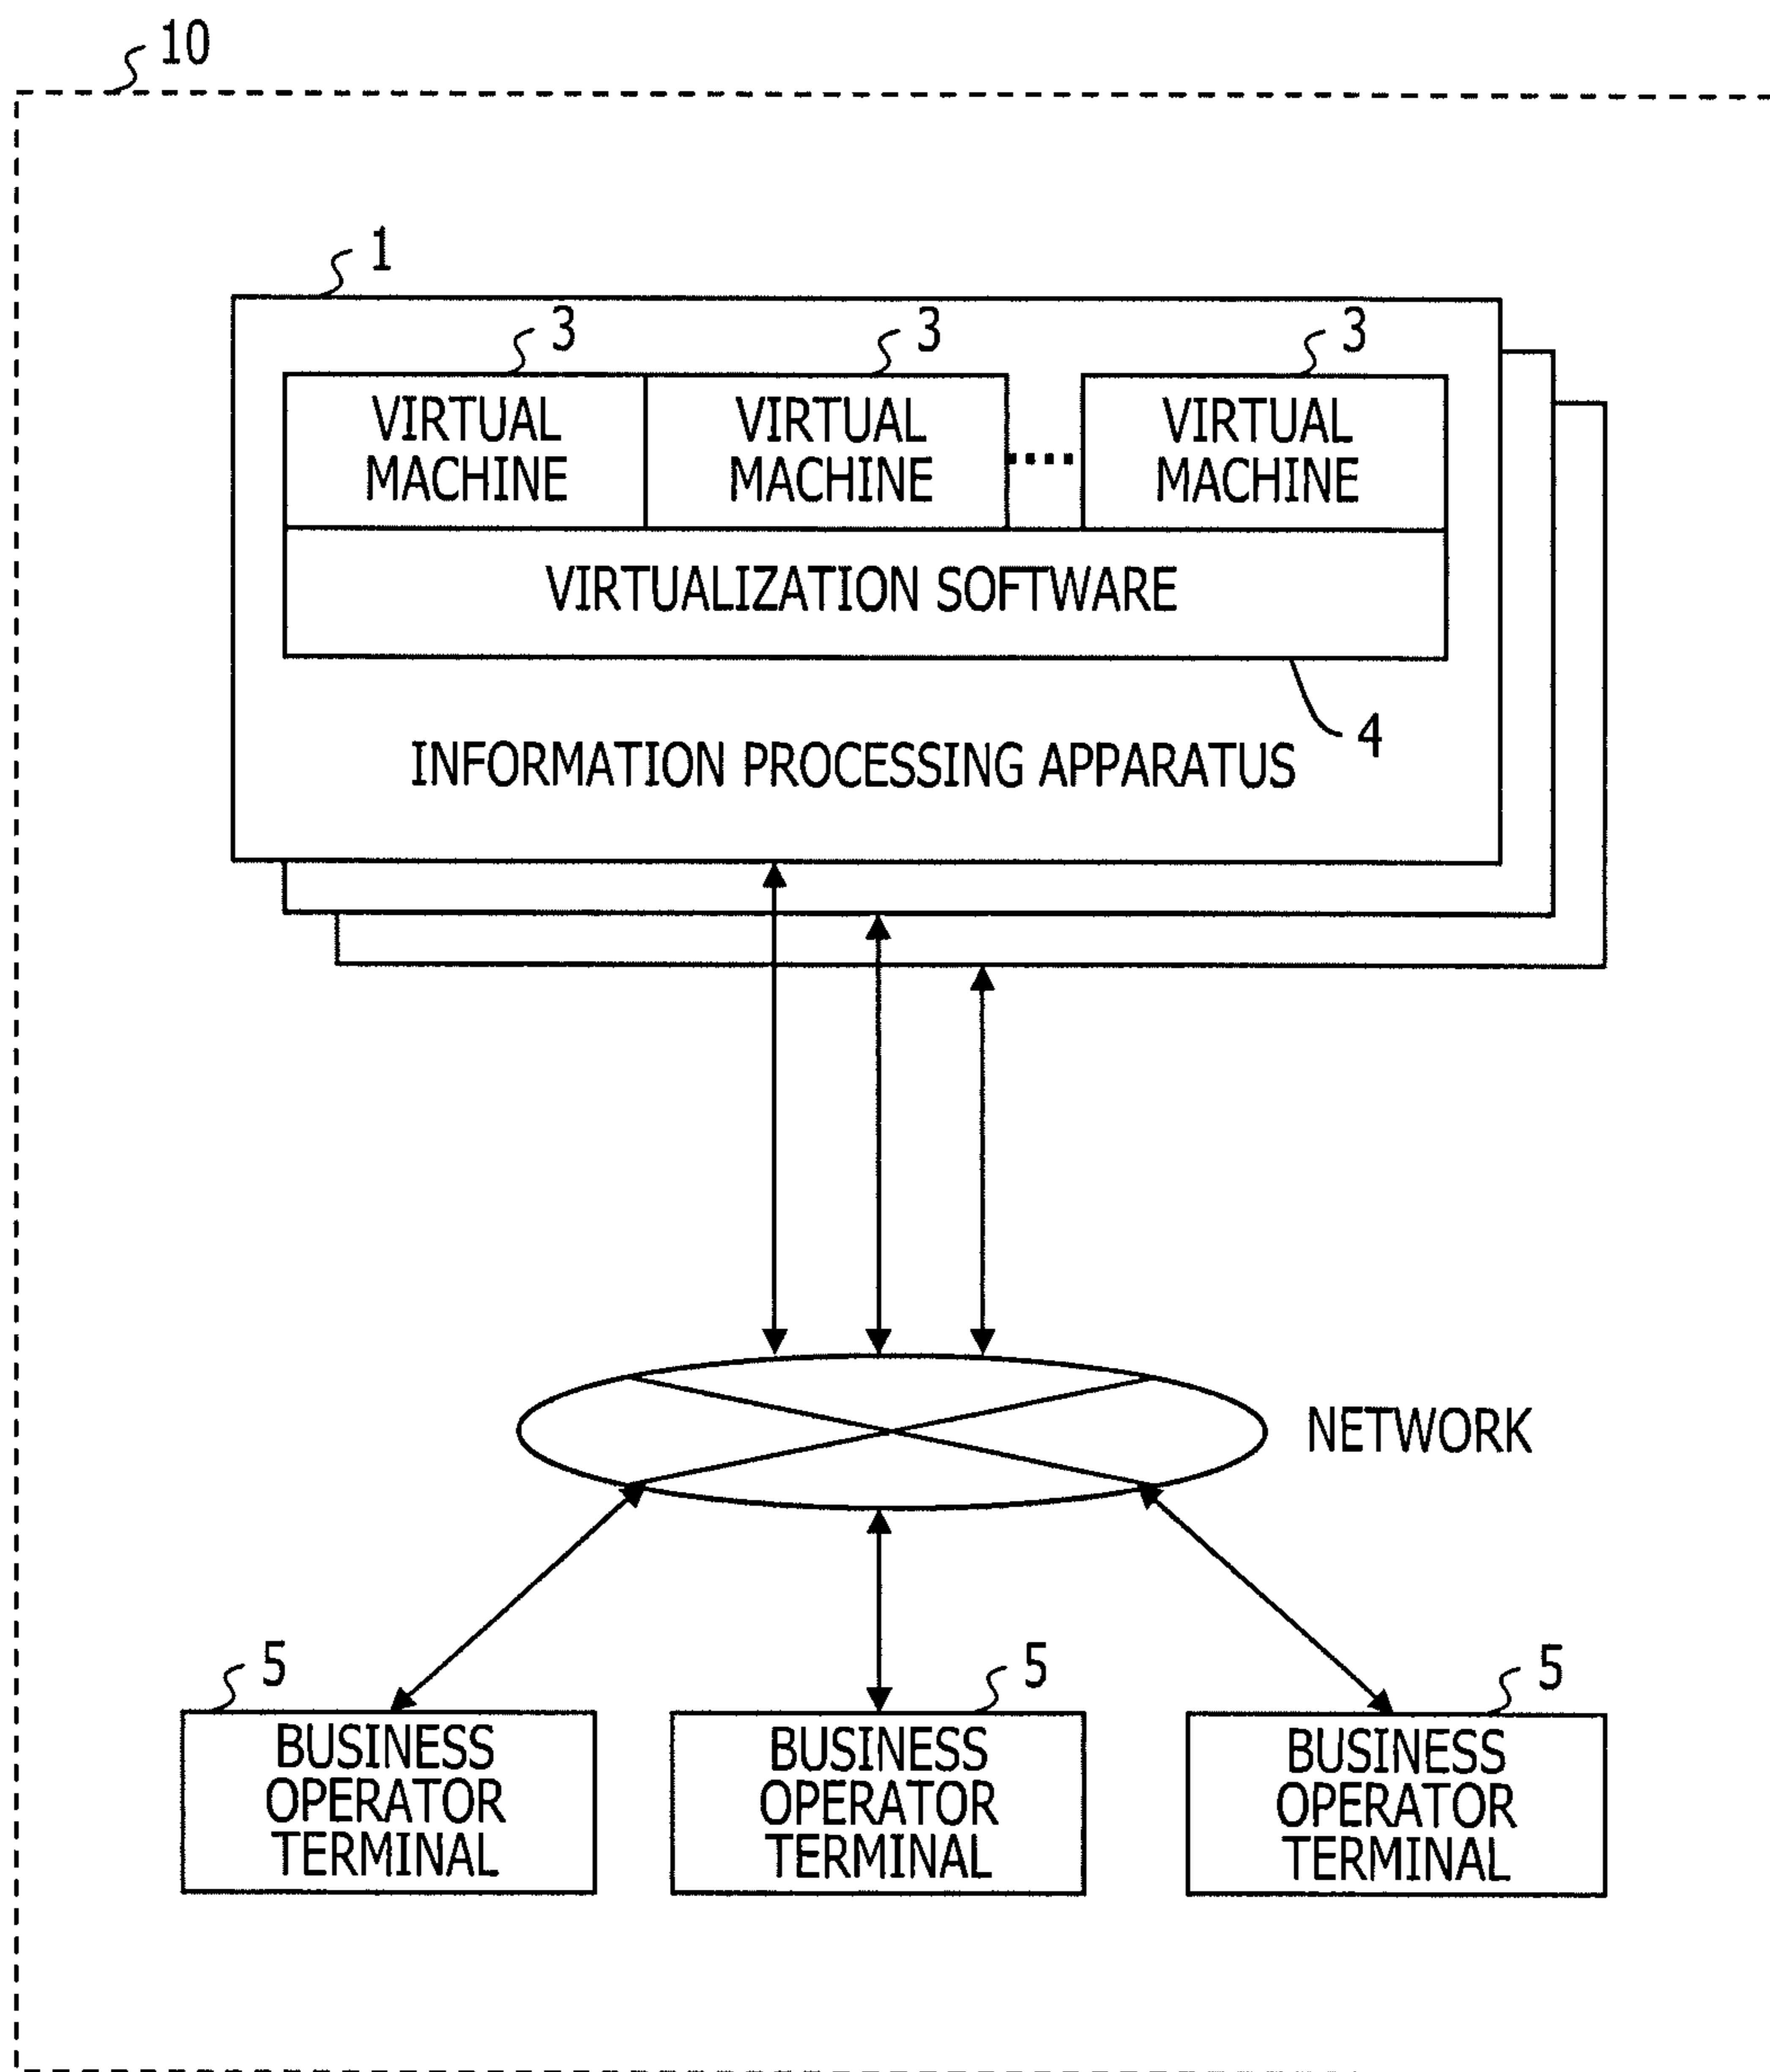 10
1
3 3 3
VIRTUAL
MACHINE
VIRTUAL
MACHINE
VIRTUAL
MACHINE
VIRTUALIZATION SOFTWARE
4
INFORMATION PROCESSING APPARATUS
NETWORK
5 5 5
BUSINESS
OPERATOR
TERMINAL
BUSINESS
OPERATOR
TERMINAL
BUSINESS
OPERATOR
TERMINAL